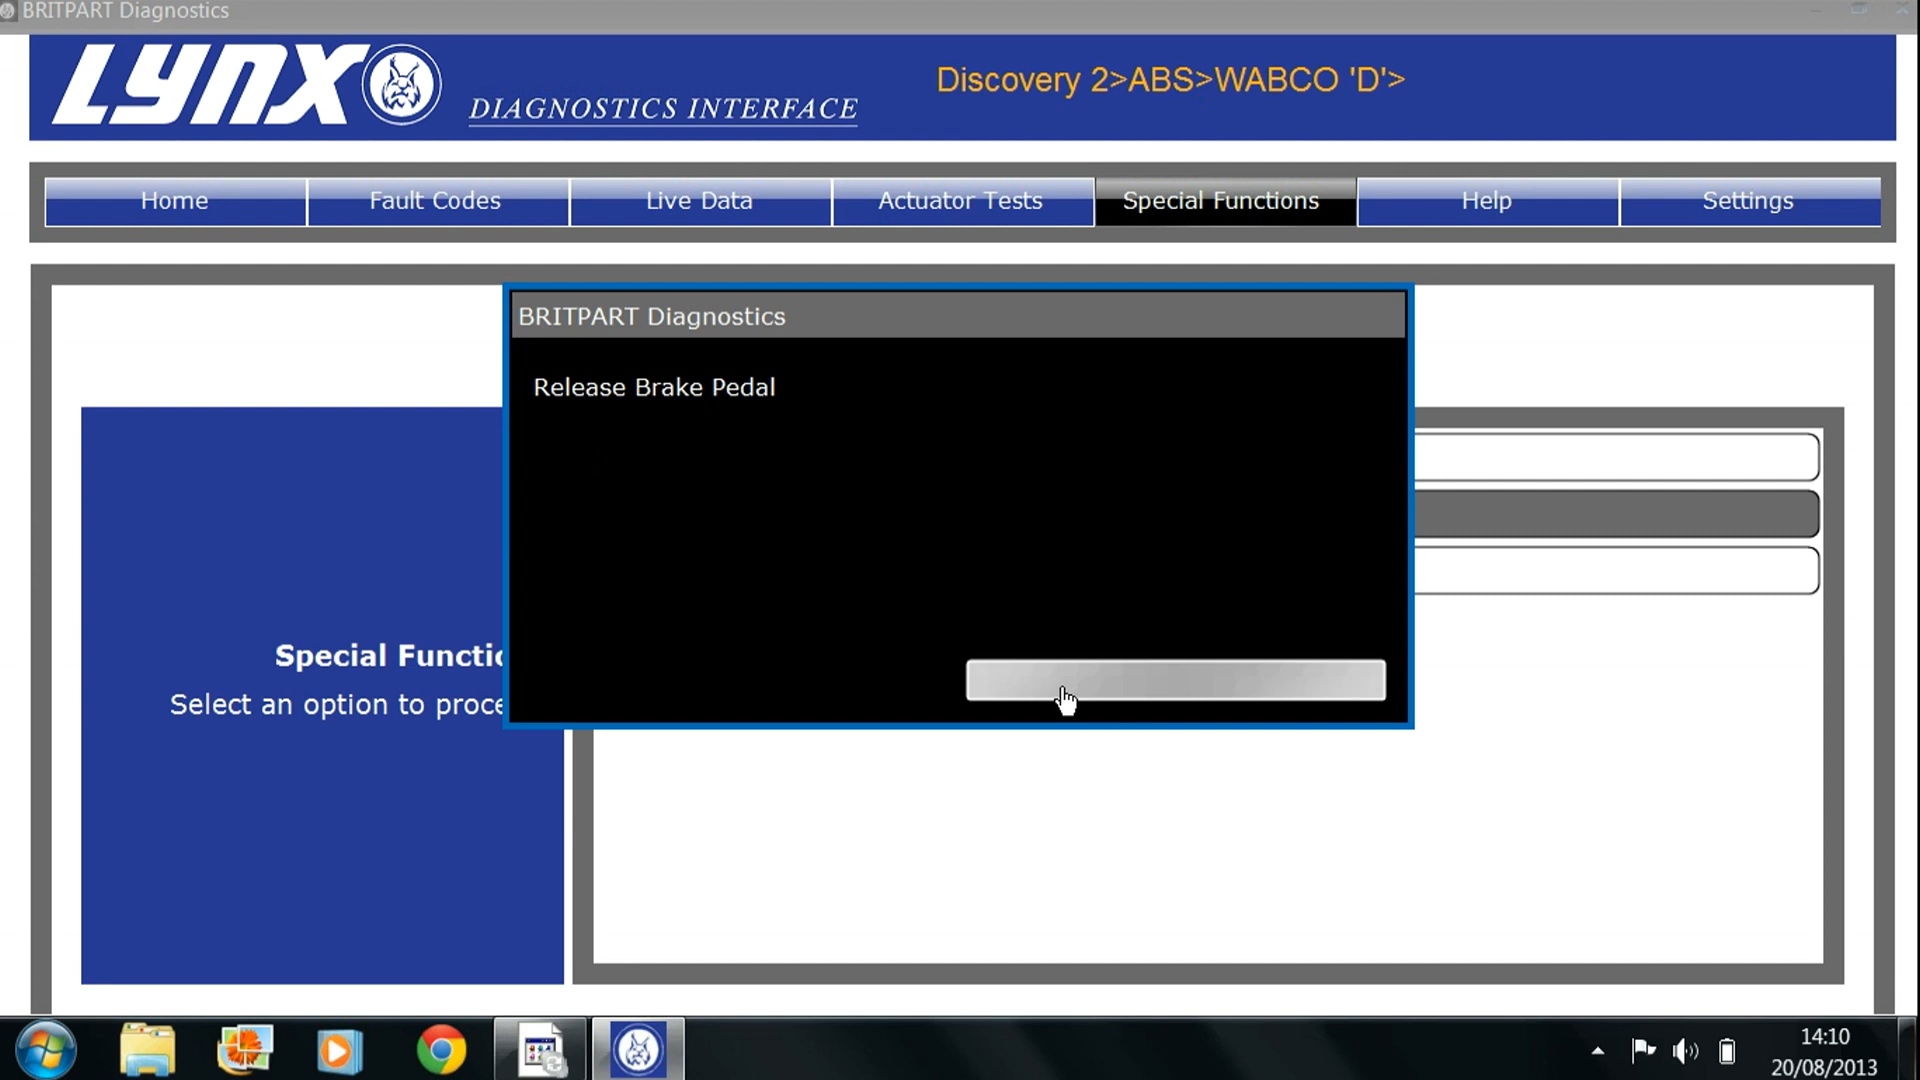 BRITPART Diagnostics
LYNX
DIAGNOSTICS INTERFACE
Discovery 2>ABS>WABCO 'D'>
Home
Fault Codes
Live Data
Actuator Tests
Special Functions
Help
Settings
BRITPART Diagnostics
Release Brake Pedal
Special Functio
Select an option to proce
14:10
20/08/2013